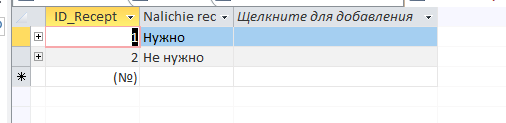 ID_Recept Nalichie rec Щелкните для добавления
1 Нужно
2 Не нужно
(№)